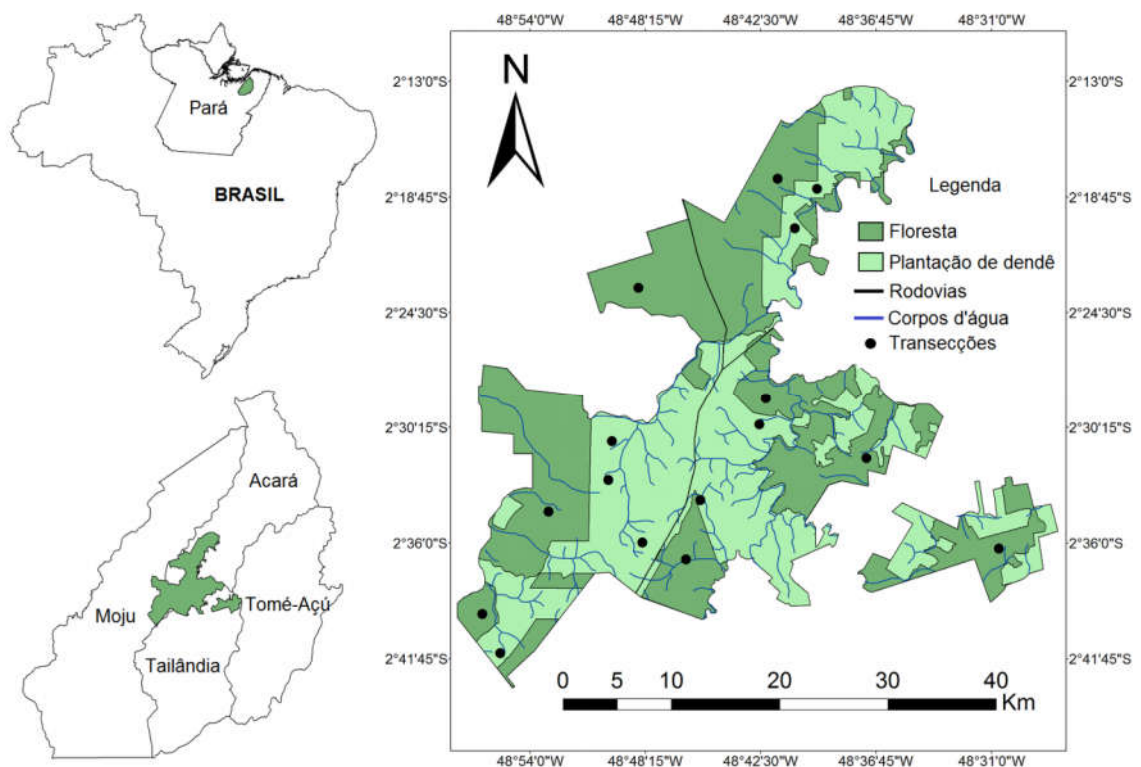 Pará
BRASIL
Acará
Moju
Tomé-Açú
Tailândia
48°54'0"W 48°48'15"W 48°42'30"W 48°36'45"W 48°31'0"W
2°13'0"S 2°13'0"S
2°18'45"S 2°18'45"S
2°24'30"S 2°24'30"S
2°30'15"S 2°30'15"S
2°36'0"S 2°36'0"S
2°41'45"S 2°41'45"S
N
Legenda
Floresta
Plantação de dendê
Rodovias
Corpos d'água
Transecções
0 5 10 20 30 40
Km
48°54'0"W 48°48'15"W 48°42'30"W 48°36'45"W 48°31'0"W